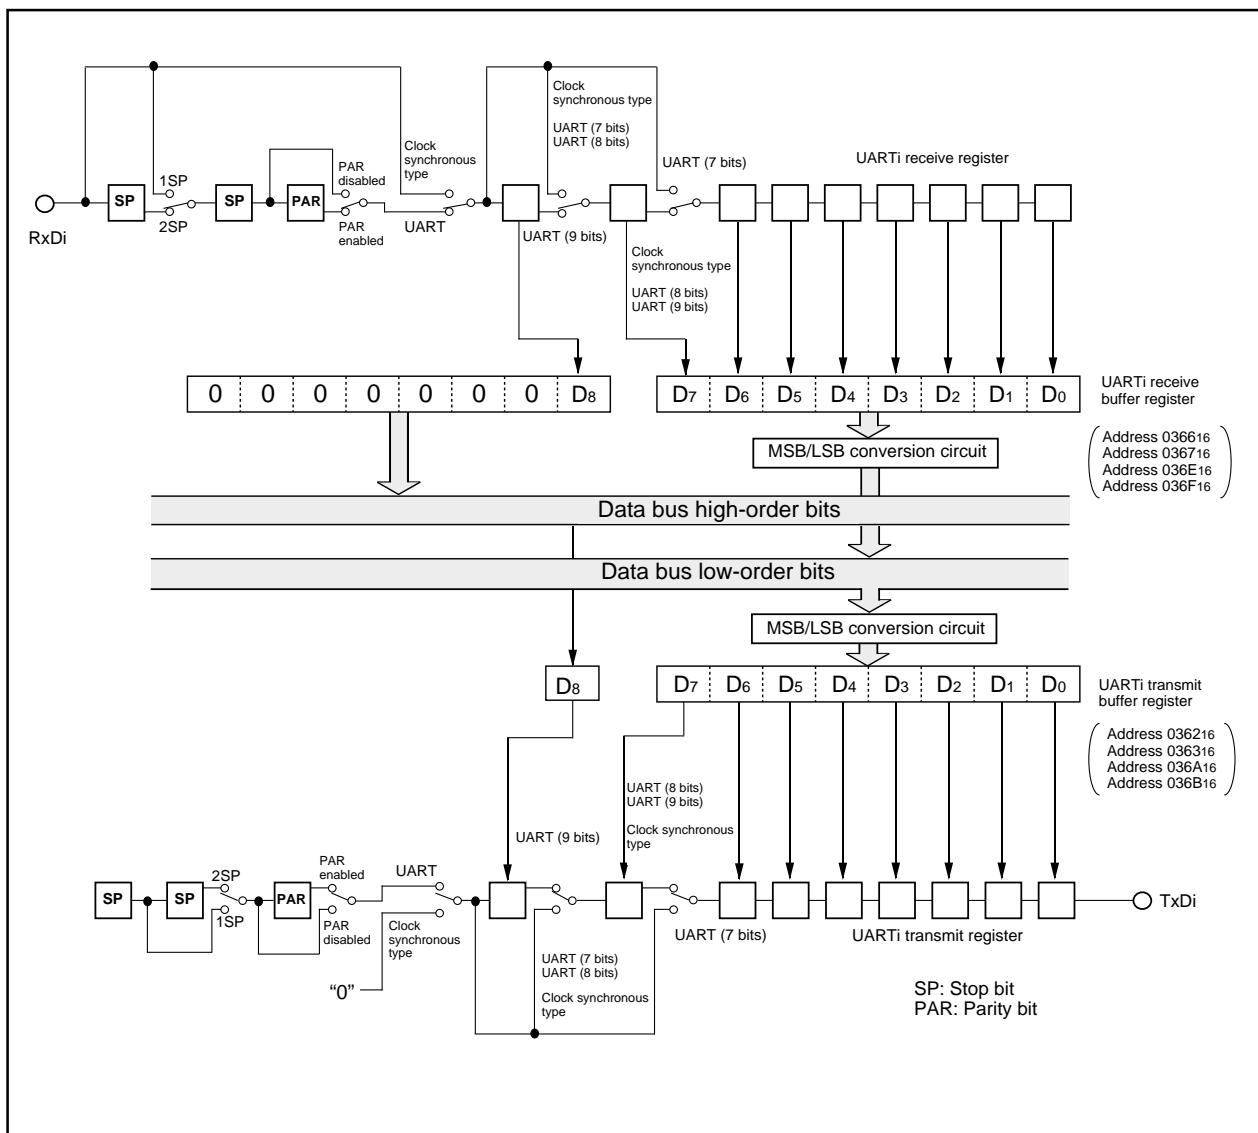 Clock
synchronous type
UART (7 bits)
UART (8 bits)
Clock
synchronous
type
UART (7 bits)
UARTi receive register
PAR
disabled
1SP
SP
SP
PAR
2SP
PAR
enabled
UART
RxDi
UART (9 bits)
Clock
synchronous type
UART (8 bits)
UART (9 bits)
0 0 0 0 0 0 0 D8
D7 D6 D5 D4 D3 D2 D1 D0
UARTi receive
buffer register
MSB/LSB conversion circuit
Address 036616
Address 036716
Address 036E16
Address 036F16
Data bus high-order bits
Data bus low-order bits
MSB/LSB conversion circuit
D8
D7 D6 D5 D4 D3 D2 D1 D0
UARTi transmit
buffer register
Address 036216
Address 036316
Address 036A16
Address 036B16
UART (8 bits)
UART (9 bits)
Clock synchronous
type
UART (9 bits)
PAR
enabled
2SP
UART
SP
SP
PAR
1SP
PAR
disabled
Clock
synchronous
type
TxDi
UART (7 bits)
UARTi transmit register
UART (7 bits)
UART (8 bits)
Clock synchronous
type
“0”
SP: Stop bit
PAR: Parity bit